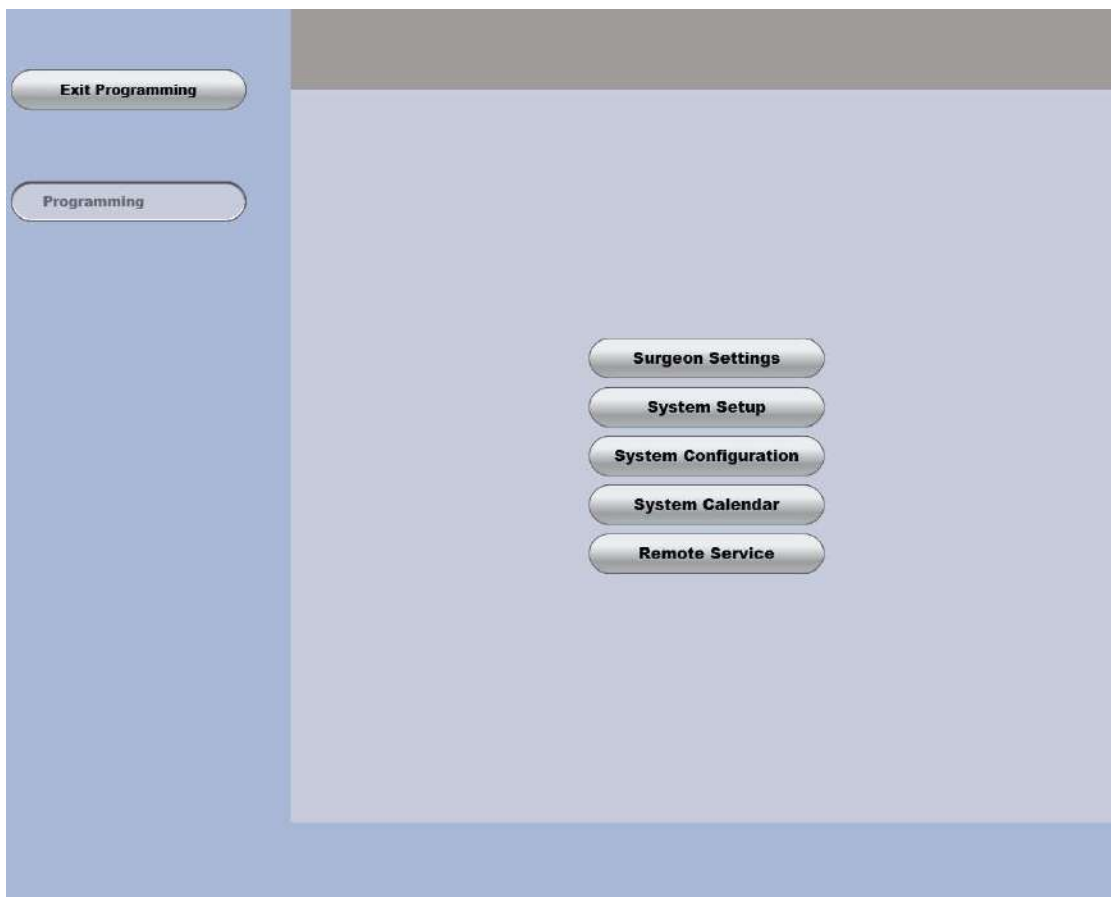 Exit Programming
Programming
Surgeon Settings
System Setup
System Configuration
System Calendar
Remote Service